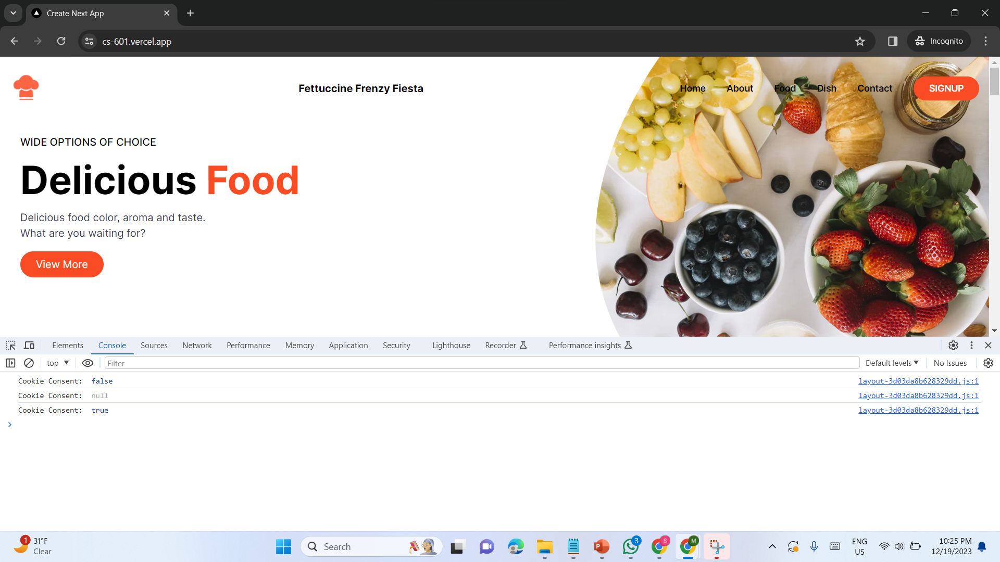 Create Next App
cs-601.vercel.app
Incognito
Fettuccine Frenzy Fiesta
Home About Food Dish Contact SIGNUP
WIDE OPTIONS OF CHOICE
Delicious Food
Delicious food color, aroma and taste.
What are you waiting for?
View More
Elements Console Sources Network Performance Memory Application Security Lighthouse Recorder Performance insights
top Filter Default levels No Issues
Cookie Consent: false layout-3d03da8b628329dd.js:1
Cookie Consent: null layout-3d03da8b628329dd.js:1
Cookie Consent: true layout-3d03da8b628329dd.js:1
1
31°F
Clear
Search
P
3
S
M
ENG
US
10:25 PM
12/19/2023